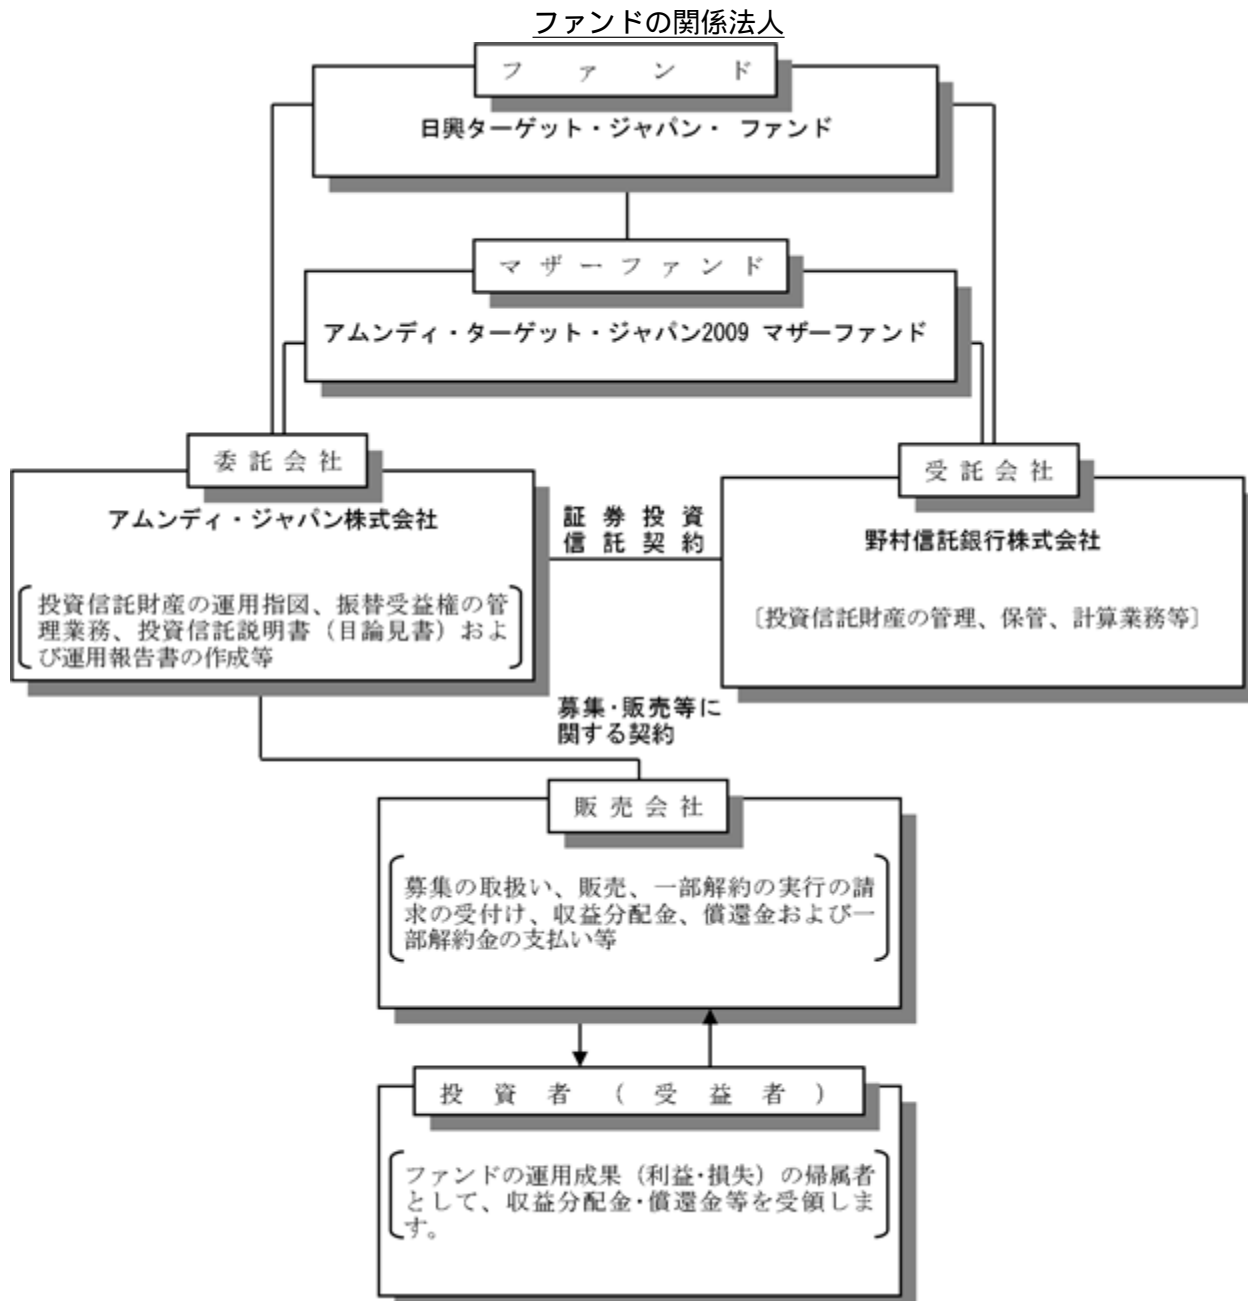 ファンドの関係法人
ファンド
日興ターゲット・ジャパン・ ファンド
マザーファンド
アムンディ・ターゲット・ジャパン2009 マザーファンド
委託会社
アムンディ・ジャパン株式会社
投資信託財産の運用指図、振替受益権の管
理業務、投資信託説明書（目論見書）およ
び運用報告書の作成等
証券投資
信託契約
受託会社
野村信託銀行株式会社
〔投資信託財産の管理、保管、計算業務等〕
募集・販売等に
関する契約
販売会社
募集の取扱い、販売、一部解約の実行の請
求の受付け、収益分配金、償還金および一
部解約金の支払い等
投資者（受益者）
ファンドの運用成果（利益・損失）の帰属者
として、収益分配金・償還金等を受領しま
す。